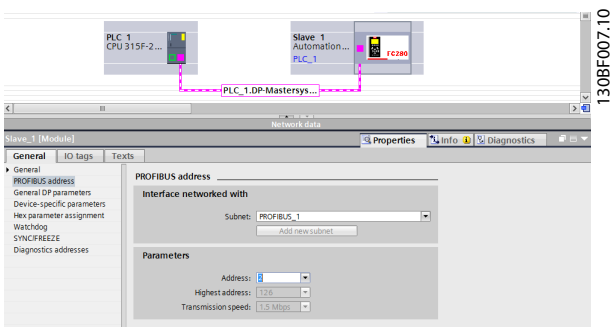 PLC_1
CPU 315F-2...
Slave_1
Automation...
PLC_1
FC280
PLC_1.DP-Mastersys...
130BF007.10
Network data
Slave_1 [Module]
Properties
Info
Diagnostics
General
IO tags
Texts
General
PROFIBUS address
General DP parameters
Device-specific parameters
Hex parameter assignment
Watchdog
SYNC/FREEZE
Diagnostics addresses
PROFIBUS address
Interface networked with
Subnet: PROFIBUS_1
Add new subnet
Parameters
Address: 2
Highest address: 126
Transmission speed: 1.5 Mbps